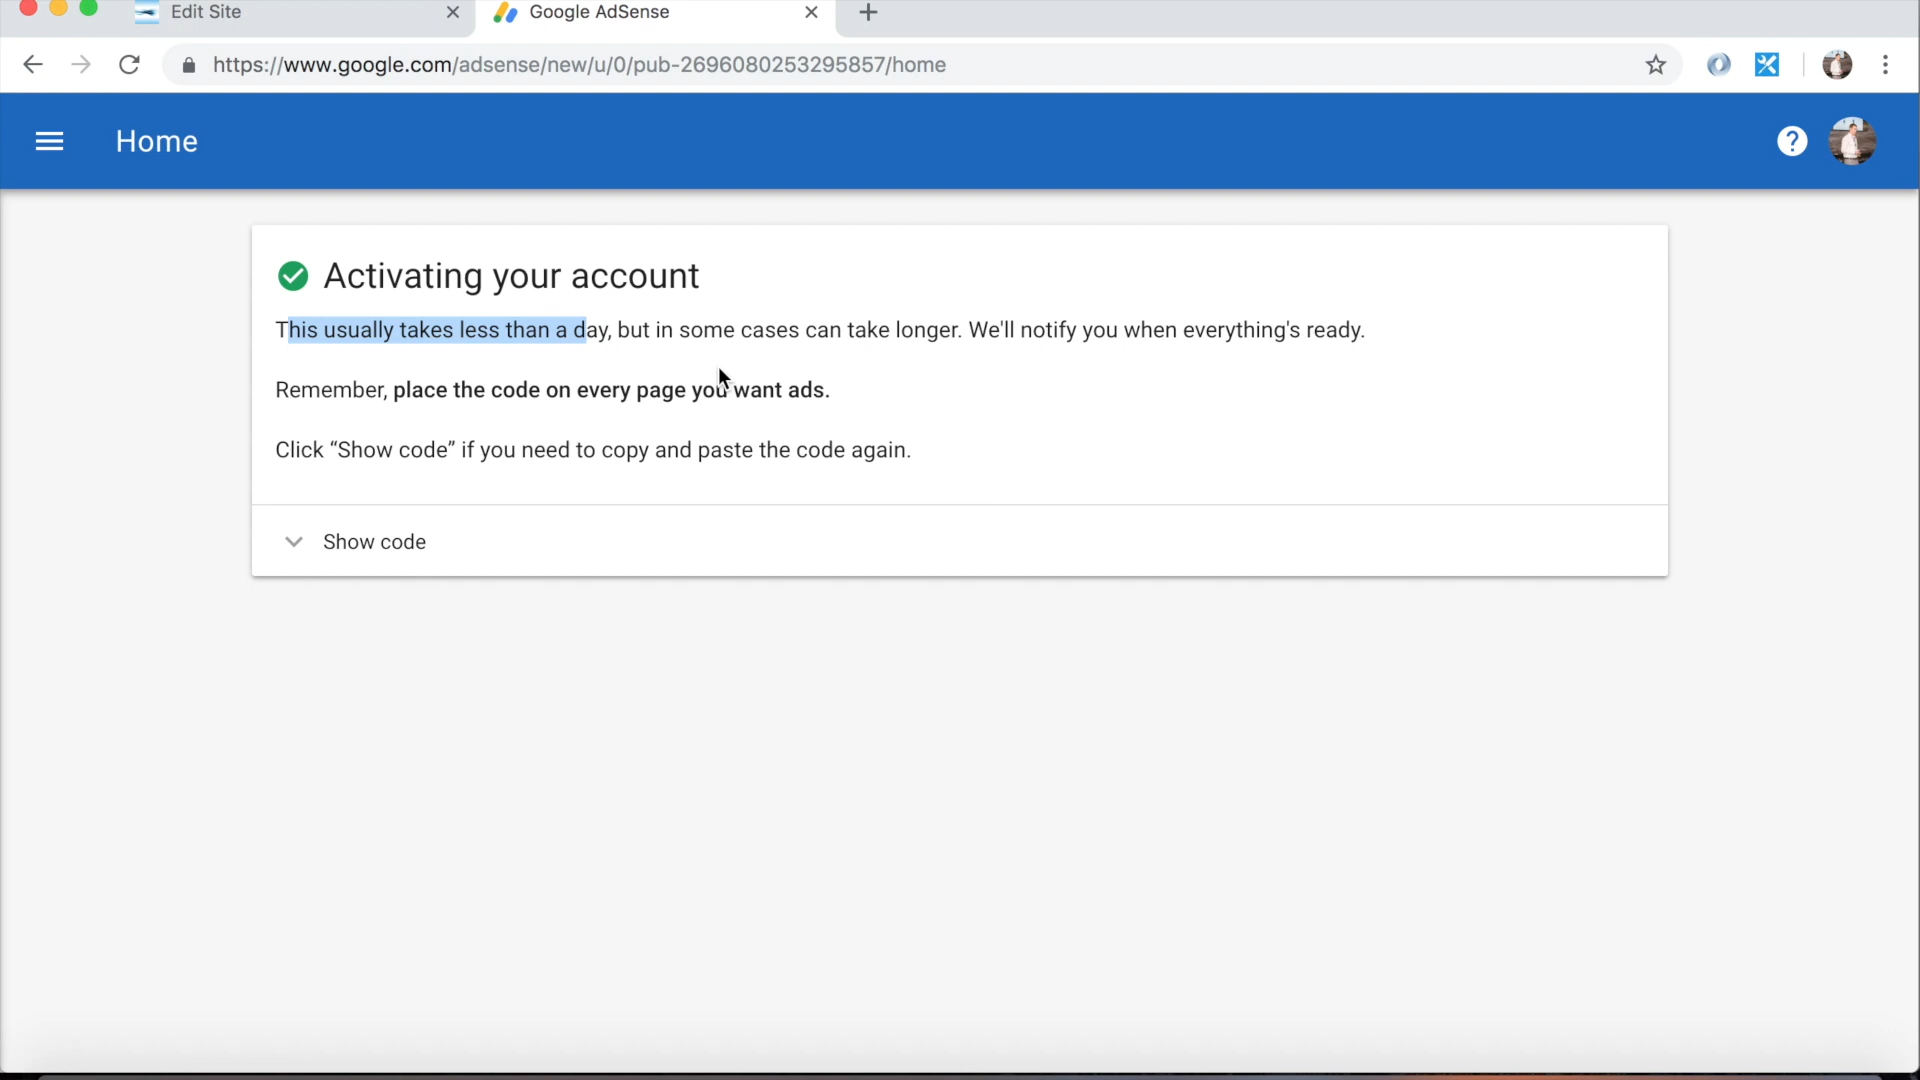 Edit Site
Google AdSense
https://www.google.com/adsense/new/u/0/pub-2696080253295857/home
Home
Activating your account
This usually takes less than a day, but in some cases can take longer. We'll notify you when everything's ready.
Remember, place the code on every page you want ads.
Click “Show code” if you need to copy and paste the code again.
Show code